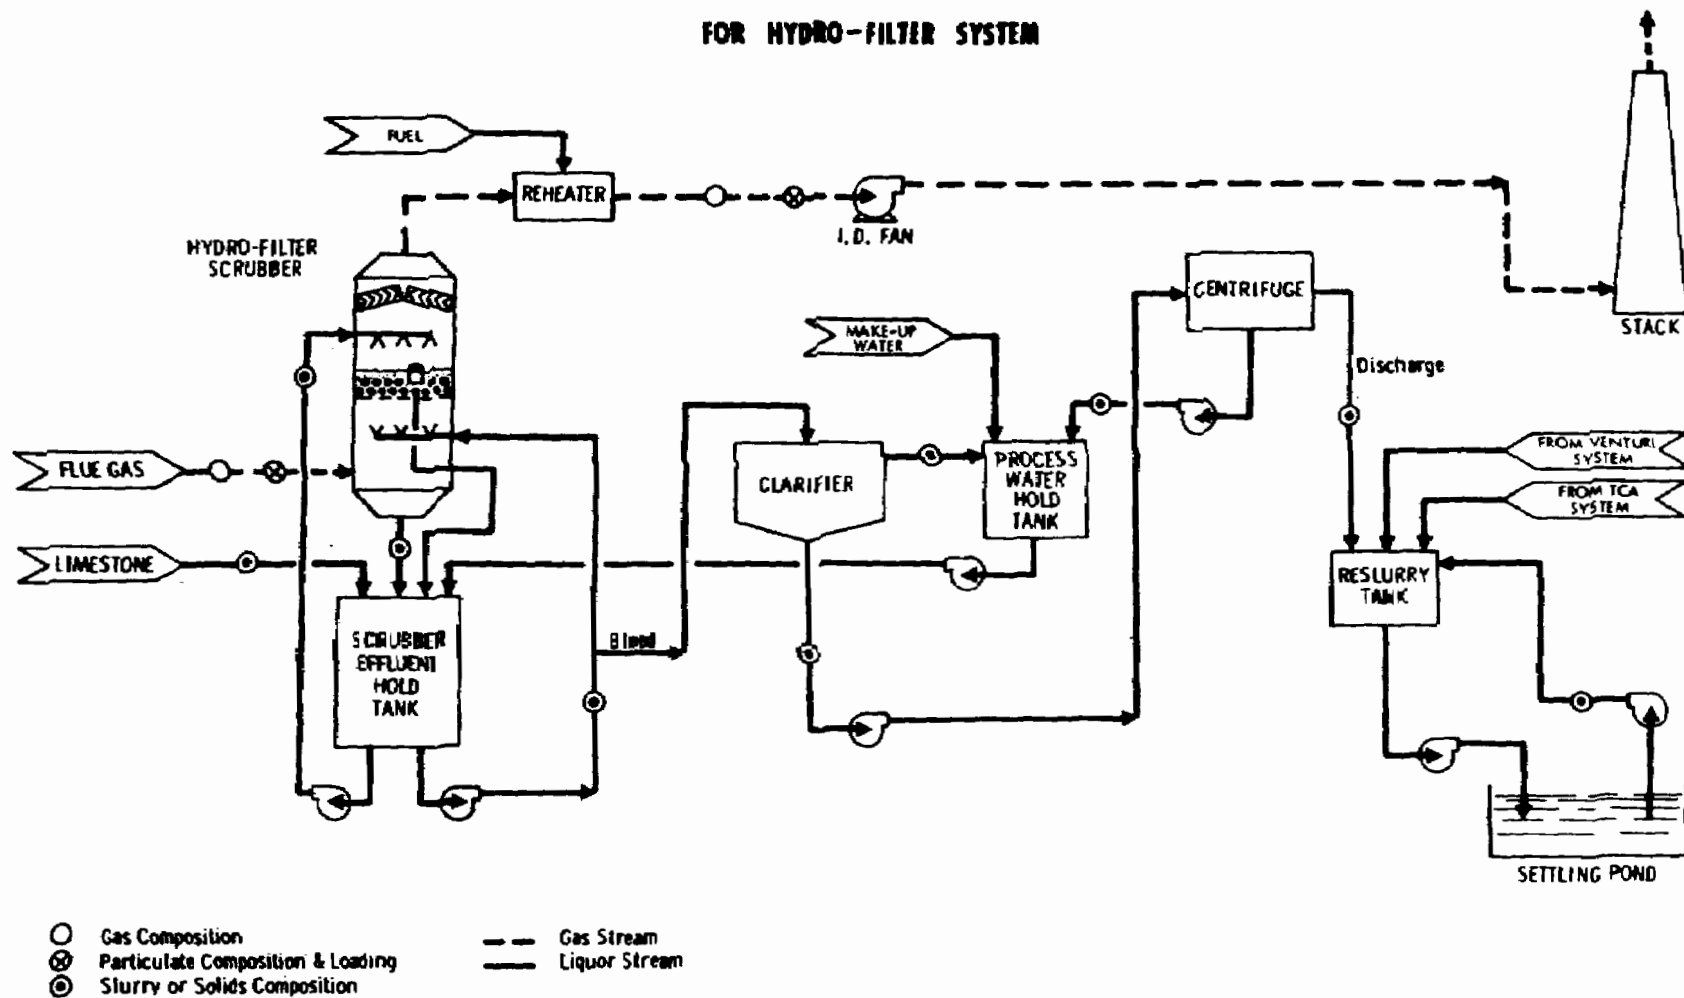 FOR HYDRO-FILTER SYSTEM
FUEL
REHEATER
I.D. FAN
HYDRO-FILTER
SCRUBBER
CENTRIFUGE
STACK
MAKE-UP
WATER
Discharge
FLUE GAS
CLARIFIER
PROCESS
WATER
HOLD
TANK
FROM VENTURI
SYSTEM
FROM TCA
SYSTEM
LIMESTONE
RESLURRY
TANK
SCRUBBER
EFFLUENT
HOLD
TANK
Bleed
SETTLING POND
Gas Composition
Particulate Composition & Loading
Slurry or Solids Composition
Gas Stream
Liquor Stream